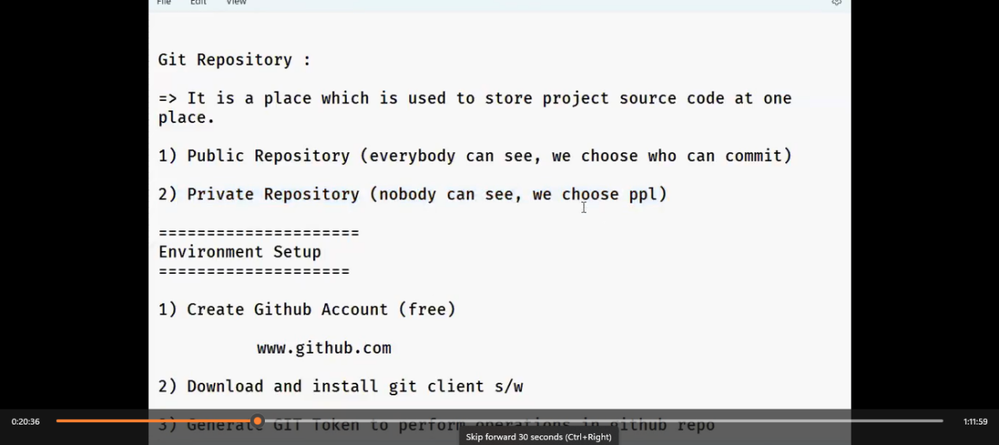 File Edit View
Git Repository :
=> It is a place which is used to store project source code at one
place.
1) Public Repository (everybody can see, we choose who can commit)
2) Private Repository (nobody can see, we choose ppl)
=====================
Environment Setup
====================
1) Create Github Account (free)
www.github.com
2) Download and install git client s/w
3) Generate GIT Token to perform operations in github repo
0:20:36
1:11:59
Skip forward 30 seconds (Ctrl+Right)